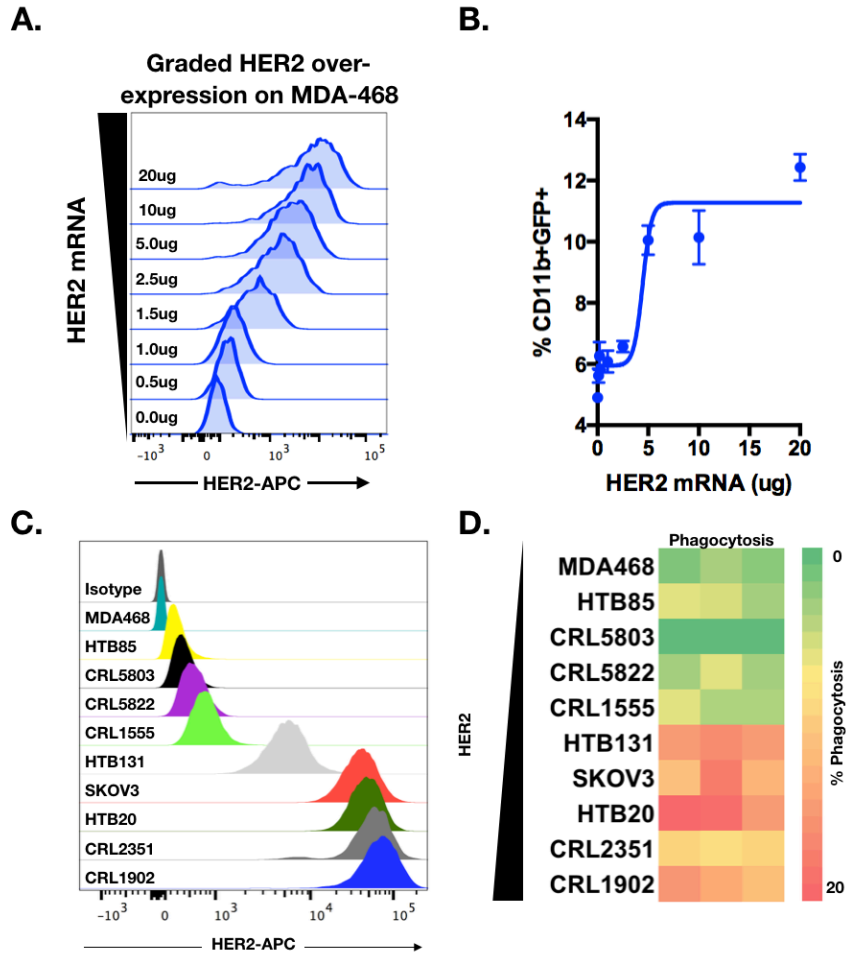 A.
Graded HER2 over-
expression on MDA-468
HER2 mRNA
20ug
10ug
5.0ug
2.5ug
1.5ug
1.0ug
0.5ug
0.0ug
-10³ 0 10³ 10⁵
HER2-APC
B.
% CD11b+GFP+
14
12
10
8
6
4
0 5 10 15 20
HER2 mRNA (ug)
C.
Isotype
MDA468
HTB85
CRL5803
CRL5822
CRL1555
HTB131
SKOV3
HTB20
CRL2351
CRL1902
-10³ 0 10³ 10⁴ 10⁵
HER2-APC
D.
Phagocytosis
HER2
MDA468
HTB85
CRL5803
CRL5822
CRL1555
HTB131
SKOV3
HTB20
CRL2351
CRL1902
0
% Phagocytosis
20